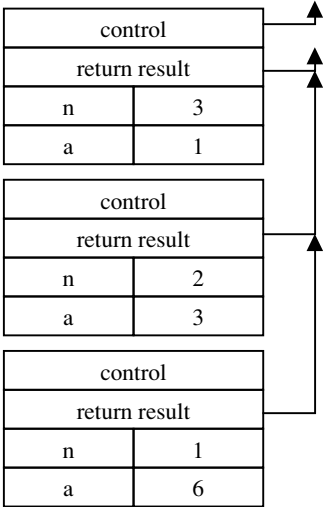 control
return result
n 3
a 1
control
return result
n 2
a 3
control
return result
n 1
a 6